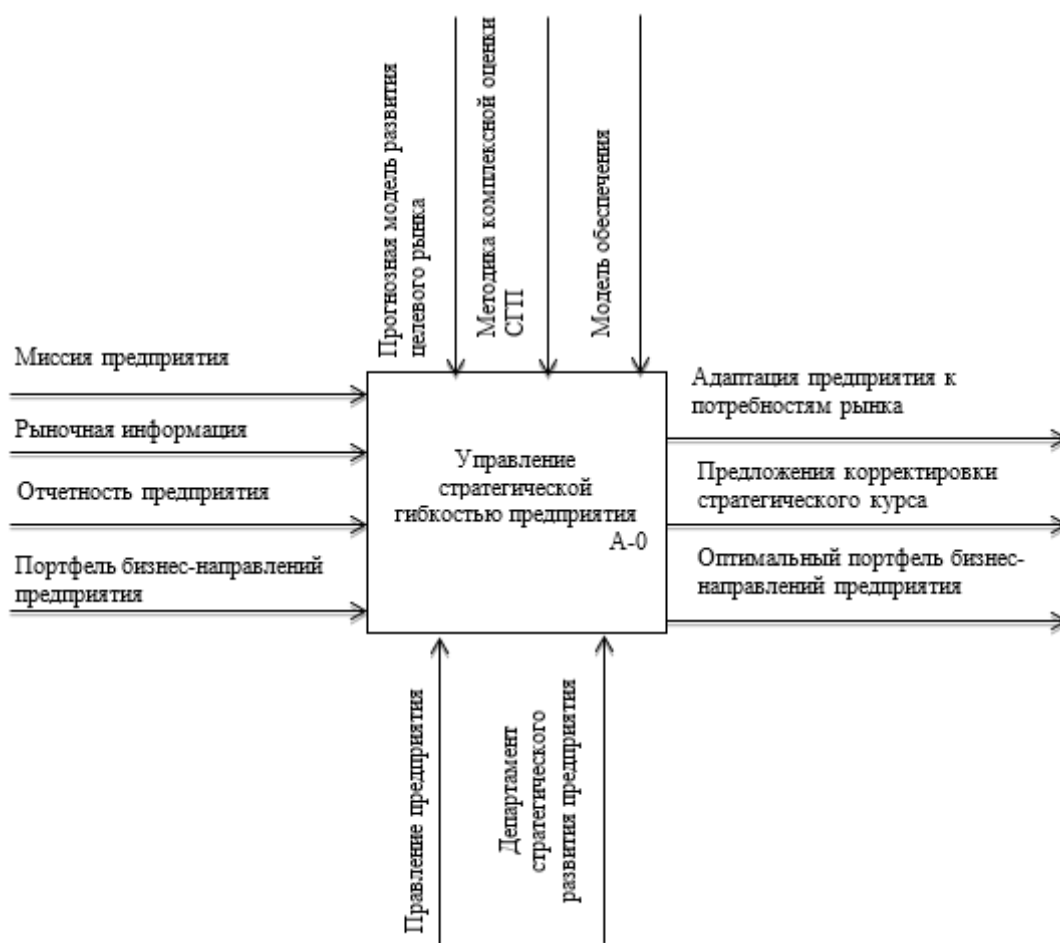 Прогнозная модель развития
целевого рынка
Методика комплексной оценки
СГП
Модель обеспечения
Миссия предприятия
Рыночная информация
Отчетность предприятия
Портфель бизнес-направлений
предприятия
Управление
стратегической
гибкостью предприятия
А-0
Адаптация предприятия к
потребностям рынка
Предложения корректировки
стратегического курса
Оптимальный портфель бизнес-
направлений предприятия
Правление предприятия
Департамент
стратегического
развития предприятия